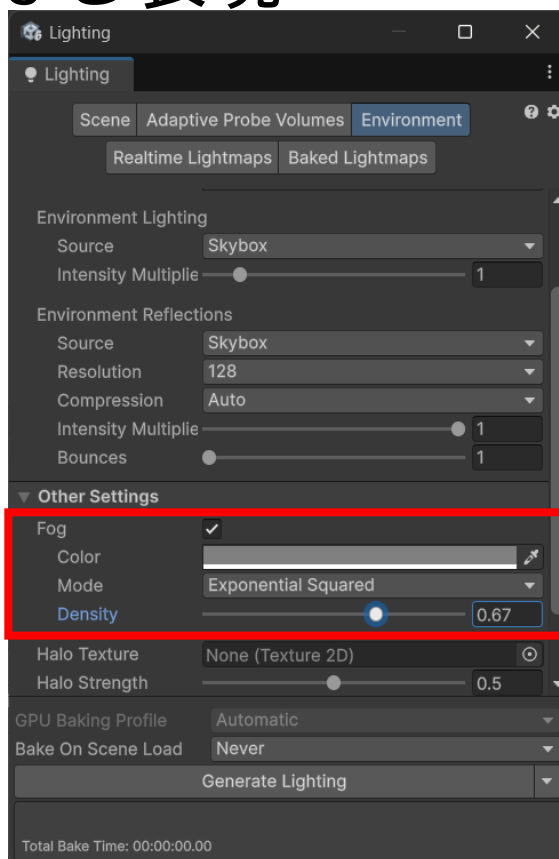 Lighting
Lighting
Scene Adaptive Probe Volumes Environment
Realtime Lightmaps Baked Lightmaps
Environment Lighting
Source Skybox
Intensity Multiplie 1
Environment Reflections
Source Skybox
Resolution 128
Compression Auto
Intensity Multiplie 1
Bounces 1
Other Settings
Fog
Color
Mode Exponential Squared
Density 0.67
Halo Texture None (Texture 2D)
Halo Strength 0.5
GPU Baking Profile Automatic
Bake On Scene Load Never
Generate Lighting
Total Bake Time: 00:00:00.00